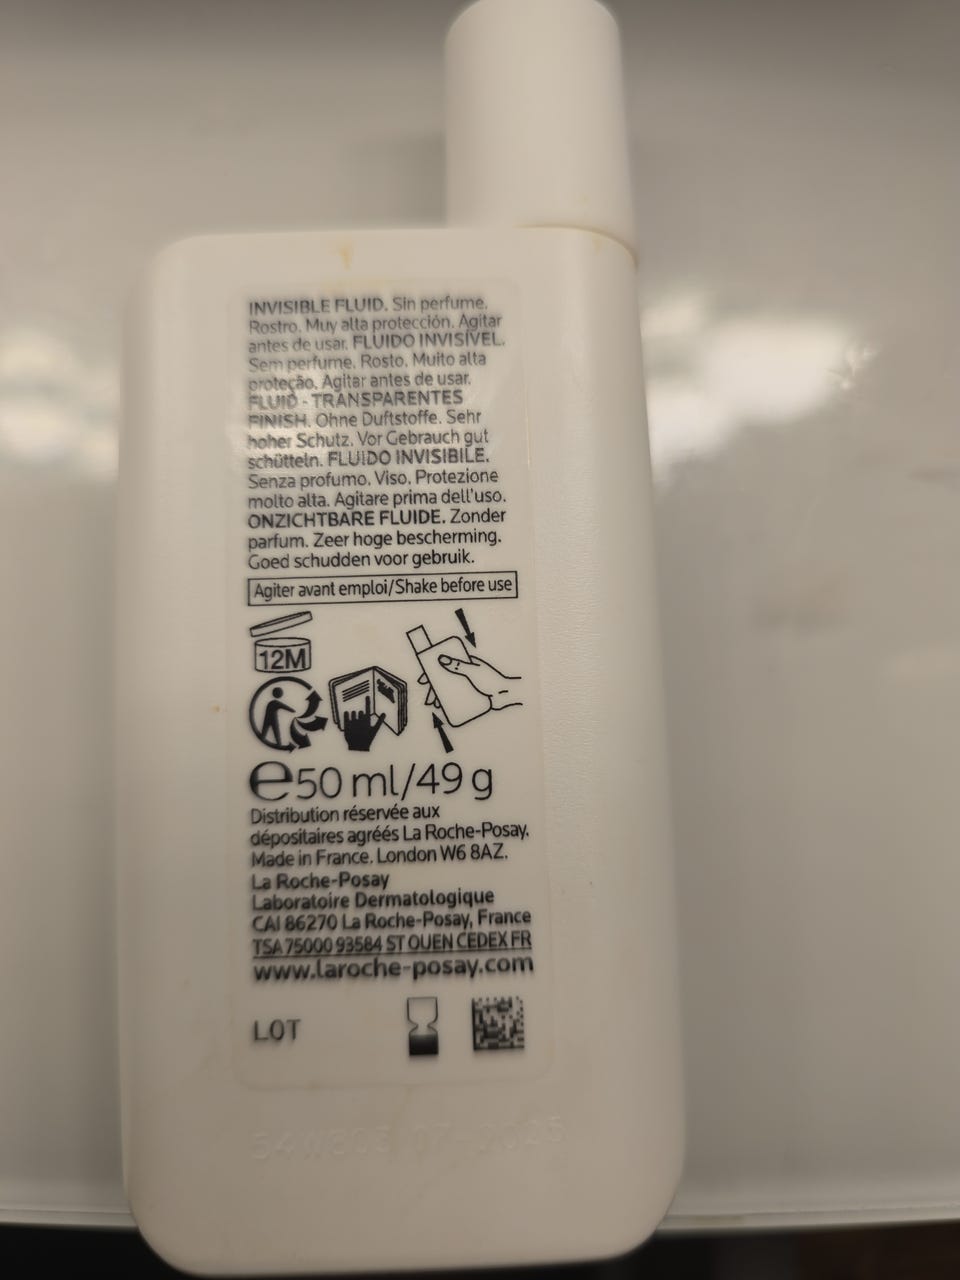 INVISIBLE FLUID. Sin perfume.
Rostro. Muy alta protección. Agitar
antes de usar. FLUIDO INVISÍVEL.
Sem perfume. Rosto. Muito alta
proteção. Agitar antes de usar.
FLUID - TRANSPARENTES
FINISH. Ohne Duftstoffe. Sehr
hoher Schutz. Vor Gebrauch gut
schütteln. FLUIDO INVISIBILE.
Senza profumo. Viso. Protezione
molto alta. Agitare prima dell'uso.
ONZICHTBARE FLUIDE. Zonder
parfum. Zeer hoge bescherming.
Goed schudden voor gebruik.
Agiter avant emploi/Shake before use
12M
℮50 ml/49 g
Distribution réservée aux
dépositaires agréés La Roche-Posay.
Made in France. London W6 8AZ.
La Roche-Posay
Laboratoire Dermatologique
CAI 86270 La Roche-Posay, France
TSA 75000 93584 ST OUEN CEDEX FR
www.laroche-posay.com
LOT